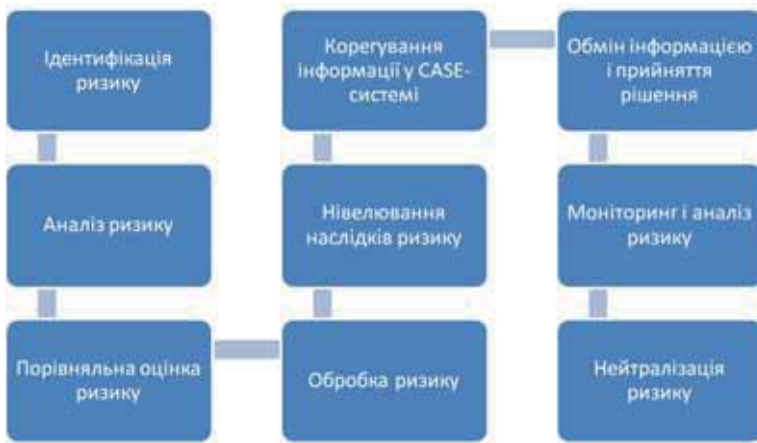 Ідентифікація
ризику
Аналіз ризику
Порівняльна оцінка
ризику
Обробка ризику
Нівелювання
наслідків ризику
Корегування
інформації у CASE-
системі
Обмін інформацією
і прийняття
рішення
Моніторинг і аналіз
ризику
Нейтралізація
ризику